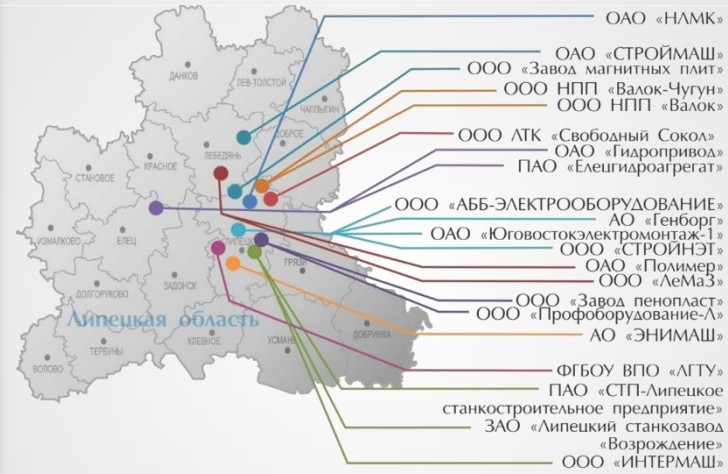 ОАО «НЛМК»
ОАО «СТРОЙМАШ»
ООО «Завод магнитных плит»
ООО НПП «Валок-Чугун»
ООО НПП «Валок»
ООО ЛТК «Свободный Сокол»
ОАО «Гидропривод»
ПАО «Елецгидроагрегат»
ООО «АББ-ЭЛЕКТРООБОРУДОВАНИЕ»
АО «Генборг»
ОАО «Юговостокэлектромонтаж-1»
ООО «СТРОЙНЭТ»
ОАО «Полимер»
ООО «ЛеМаЗ»
ООО «Завод пенопласт»
ООО «Профоборудование-Л»
АО «ЭНИМАШ»
ФГБОУ ВПО «ЛГТУ»
ПАО «СТП-Липецкое
станкостроительное предприятие»
ЗАО «Липецкий станкозавод
«Возрождение»
ООО «ИНТЕРМАШ»
ДАНКОВ
ЛЕВ-ТОЛСТОЙ
ЧАПЛЫГИН
ДОБРОЕ
ЛЕБЕДЯНЬ
КРАСНОЕ
СТАНОВОЕ
ИЗМАЛКОВО
ЕЛЕЦ
ЛИПЕЦК
ГРЯЗИ
ЗАДОНСК
ДОЛГОРУКОВО
Липецкая область
ДОБРИНКА
УСМАНЬ
ХЛЕВНОЕ
ТЕРБУНЫ
ВОЛОВО